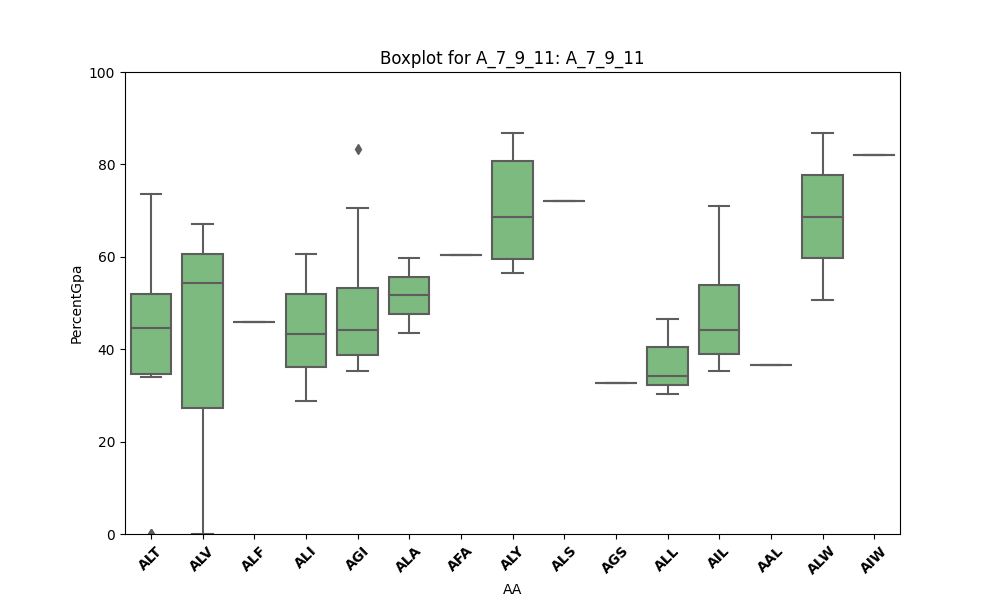 Boxplot for A_7_9_11: A_7_9_11
100
80
60
40
20
0
PercentGpa
ALT ALV ALF ALI AGI ALA AFA ALY ALS AGS ALL AIL AAL ALW AIW
AA